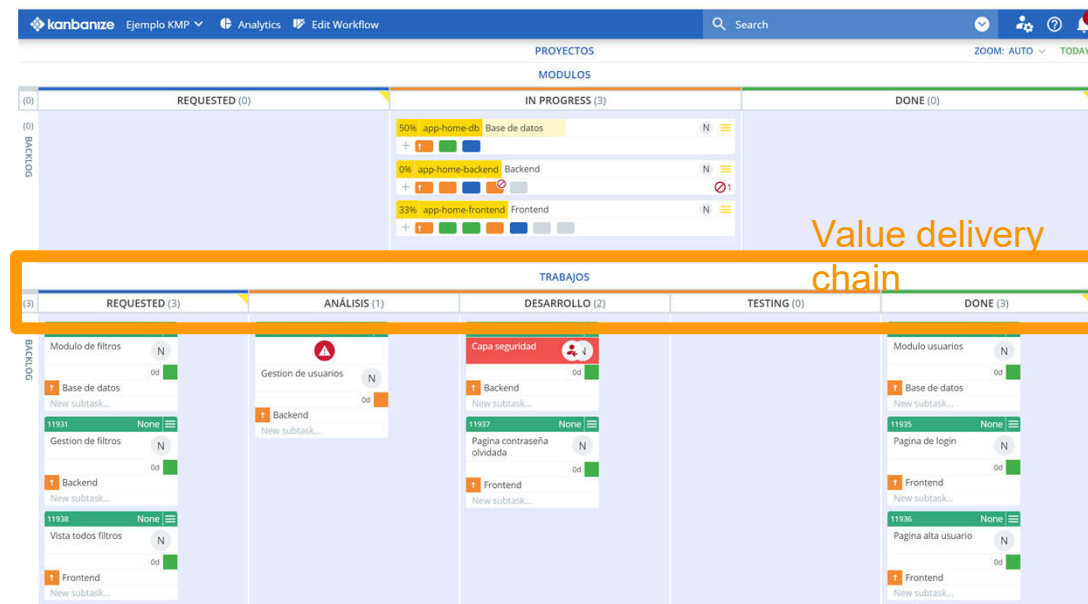 kanbanize Ejemplo KMP Analytics Edit Workflow Search
PROYECTOS ZOOM: AUTO TODAY
MODULOS
(0) REQUESTED (0) IN PROGRESS (3) DONE (0)
(0) BACKLOG
50% app-home-db Base de datos N
0% app-home-backend Backend N
1
33% app-home-frontend Frontend N
Value delivery
chain
TRABAJOS
(3) REQUESTED (3) ANÁLISIS (1) DESARROLLO (2) TESTING (0) DONE (3)
BACKLOG
Modulo de filtros N
0d
Base de datos
New subtask...
11931 None
Gestion de filtros N
0d
Backend
New subtask...
11938 None
Vista todos filtros N
0d
Frontend
New subtask...
Gestion de usuarios N
0d
Backend
New subtask...
Capa seguridad
0d
Backend
New subtask...
11937 None
Pagina contraseña N
olvidada
0d
Frontend
New subtask...
Modulo usuarios N
0d
Base de datos
New subtask...
11935 None
Pagina de login N
0d
Frontend
New subtask...
11936 None
Pagina alta usuario N
0d
Frontend
New subtask...